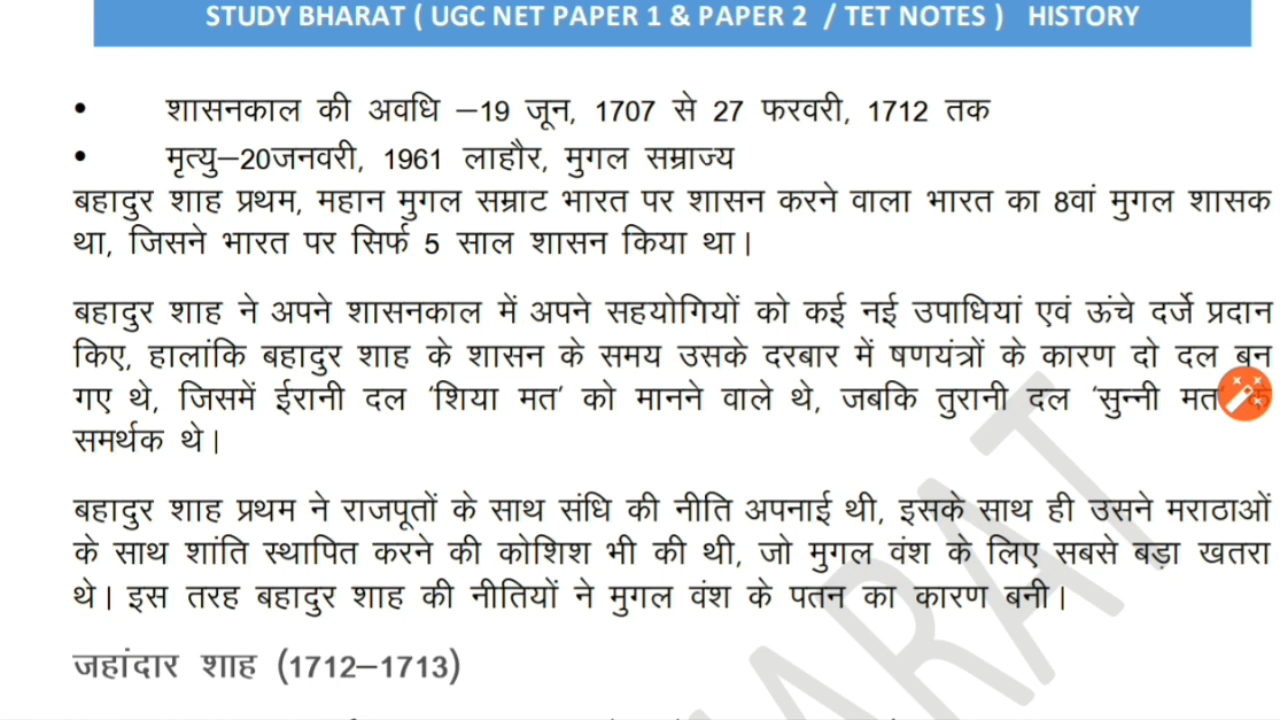 STUDY BHARAT ( UGC NET PAPER 1 & PAPER 2 / TET NOTES ) HISTORY
• शासनकाल की अवधि –19 जून, 1707 से 27 फरवरी, 1712 तक
• मृत्यु–20जनवरी, 1961 लाहौर, मुगल सम्राज्य
बहादुर शाह प्रथम, महान मुगल सम्राट भारत पर शासन करने वाला भारत का 8वां मुगल शासक
था, जिसने भारत पर सिर्फ 5 साल शासन किया था।
बहादुर शाह ने अपने शासनकाल में अपने सहयोगियों को कई नई उपाधियां एवं ऊंचे दर्जे प्रदान
किए, हालांकि बहादुर शाह के शासन के समय उसके दरबार में षणयंत्रों के कारण दो दल बन
गए थे, जिसमें ईरानी दल 'शिया मत' को मानने वाले थे, जबकि तुरानी दल 'सुन्नी मत' के
समर्थक थे।
बहादुर शाह प्रथम ने राजपूतों के साथ संधि की नीति अपनाई थी, इसके साथ ही उसने मराठाओं
के साथ शांति स्थापित करने की कोशिश भी की थी, जो मुगल वंश के लिए सबसे बड़ा खतरा
थे। इस तरह बहादुर शाह की नीतियों ने मुगल वंश के पतन का कारण बनी।
जहांदार शाह (1712–1713)